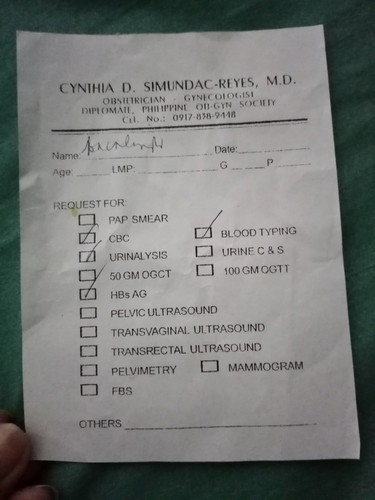 CYNTHIA D. SIMUNDAC-REYES, M.D.
OBSTETRICIAN - GYNECOLOGIST
DIPLOMATE, PHILIPPINE OB-GYN SOCIETY
Cel. No.: 0917-838-9448
Name: Date:
Age: LMP: G P
REQUEST FOR:
PAP SMEAR
CBC BLOOD TYPING
URINALYSIS URINE C & S
50 GM OGCT 100 GM OGTT
HBs AG
PELVIC ULTRASOUND
TRANSVAGINAL ULTRASOUND
TRANSRECTAL ULTRASOUND
PELVIMETRY MAMMOGRAM
FBS
OTHERS